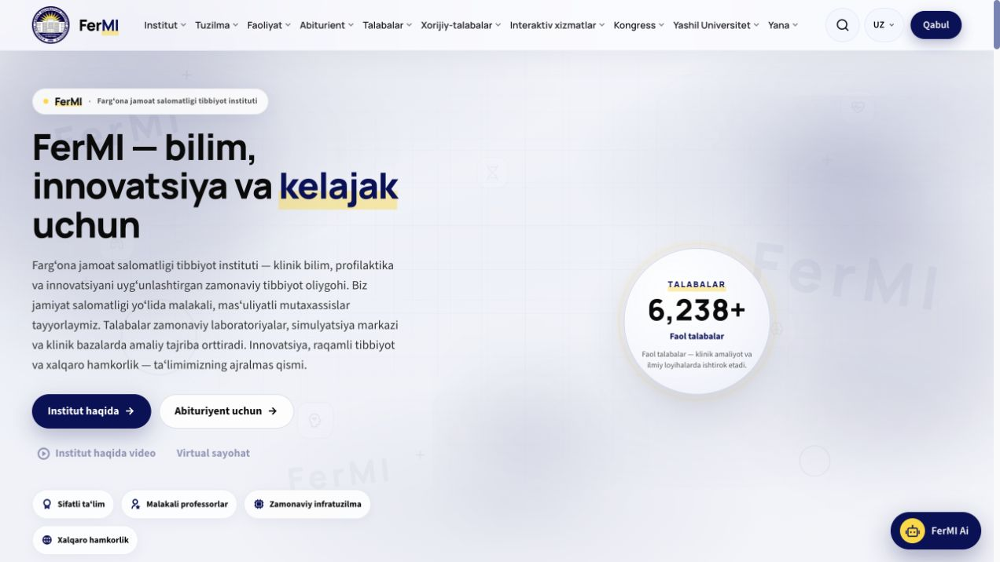 FerMI
Institut Tuzilma Faoliyat Abiturient Talabalar Xorijiy-talabalar Interaktiv xizmatlar Kongress Yashil Universitet Yana
UZ
Qabul
FerMI · Farg‘ona jamoat salomatligi tibbiyot instituti
FerMI
FerMI — bilim,
innovatsiya va kelajak
uchun
Farg‘ona jamoat salomatligi tibbiyot instituti — klinik bilim, profilaktika
va innovatsiyani uyg‘unlashtirgan zamonaviy tibbiyot oliygohi. Biz
jamiyat salomatligi yo‘lida malakali, mas‘uliyatli mutaxassislar
tayyorlaymiz. Talabalar zamonaviy laboratoriyalar, simulyatsiya markazi
va klinik bazalarda amaliy tajriba orttiradi. Innovatsiya, raqamli tibbiyot
va xalqaro hamkorlik — ta‘limimizning ajralmas qismi.
Institut haqida →
Abituriyent uchun →
Institut haqida video
Virtual sayohat
FerMI
Sifatli ta‘lim
Malakali professorlar
Zamonaviy infratuzilma
Xalqaro hamkorlik
FerMI
TALABALAR
6,238+
Faol talabalar
Faol talabalar — klinik amaliyot va
ilmiy loyihalarda ishtirok etadi.
FerMI Ai